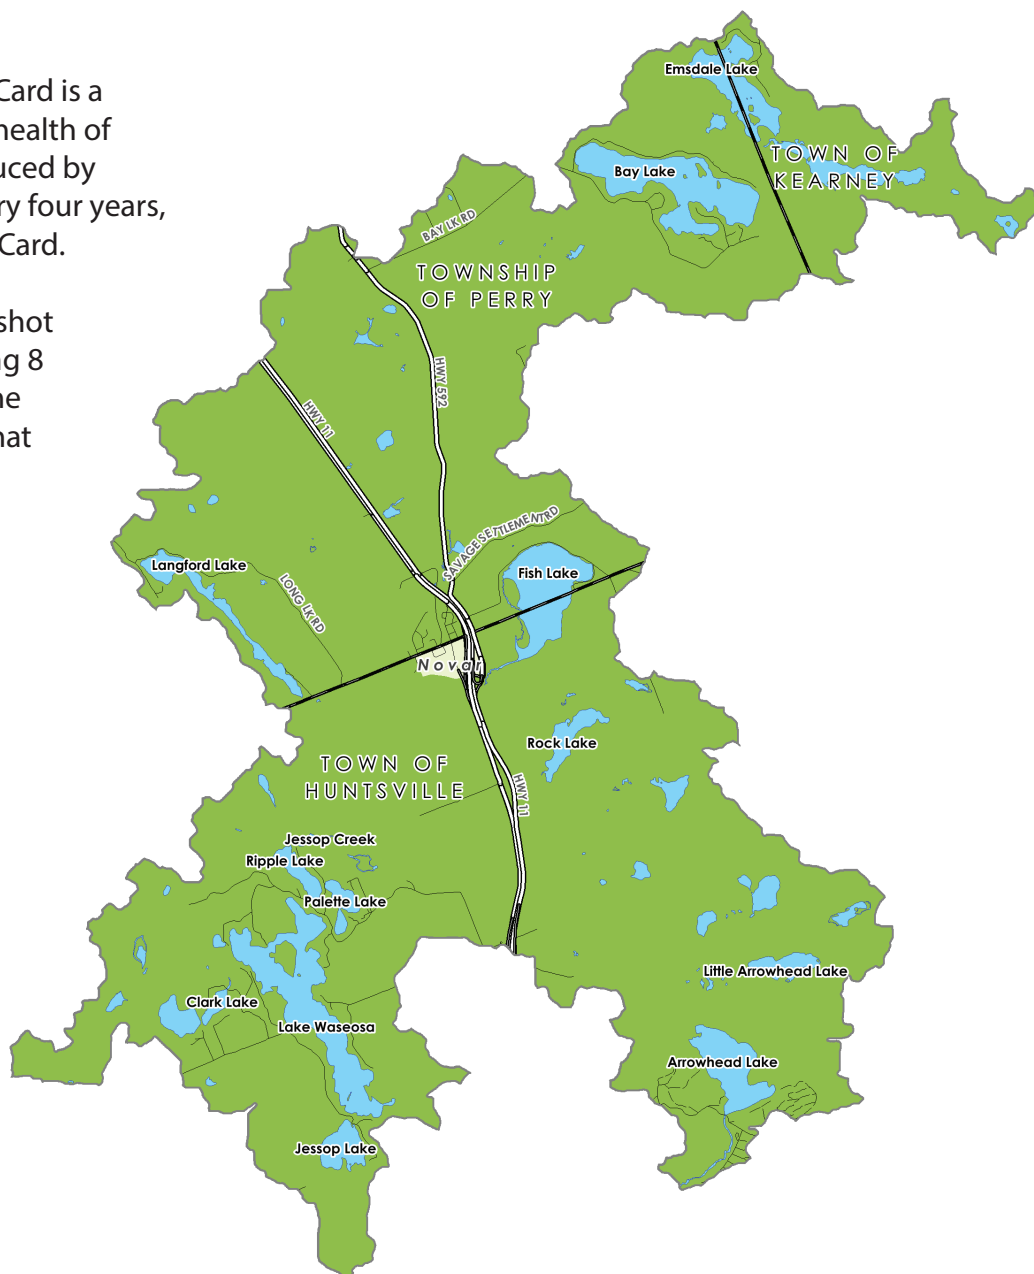 Card is a
health of
uced by
ry four years,
Card.
shot
g 8
ne
hat
Emsdale Lake
TOWN OF
KEARNEY
Bay Lake
BAY LK RD
TOWNSHIP
OF PERRY
HWY 592
HWY 11
SAVAGE SETTLEMENTRD
Langford Lake
Fish Lake
LONG LK RD
Novar
Rock Lake
TOWN OF
HUNTSVILLE
HWY 11
Jessop Creek
Ripple Lake
Palette Lake
Little Arrowhead Lake
Clark Lake
Lake Waseosa
Arrowhead Lake
Jessop Lake